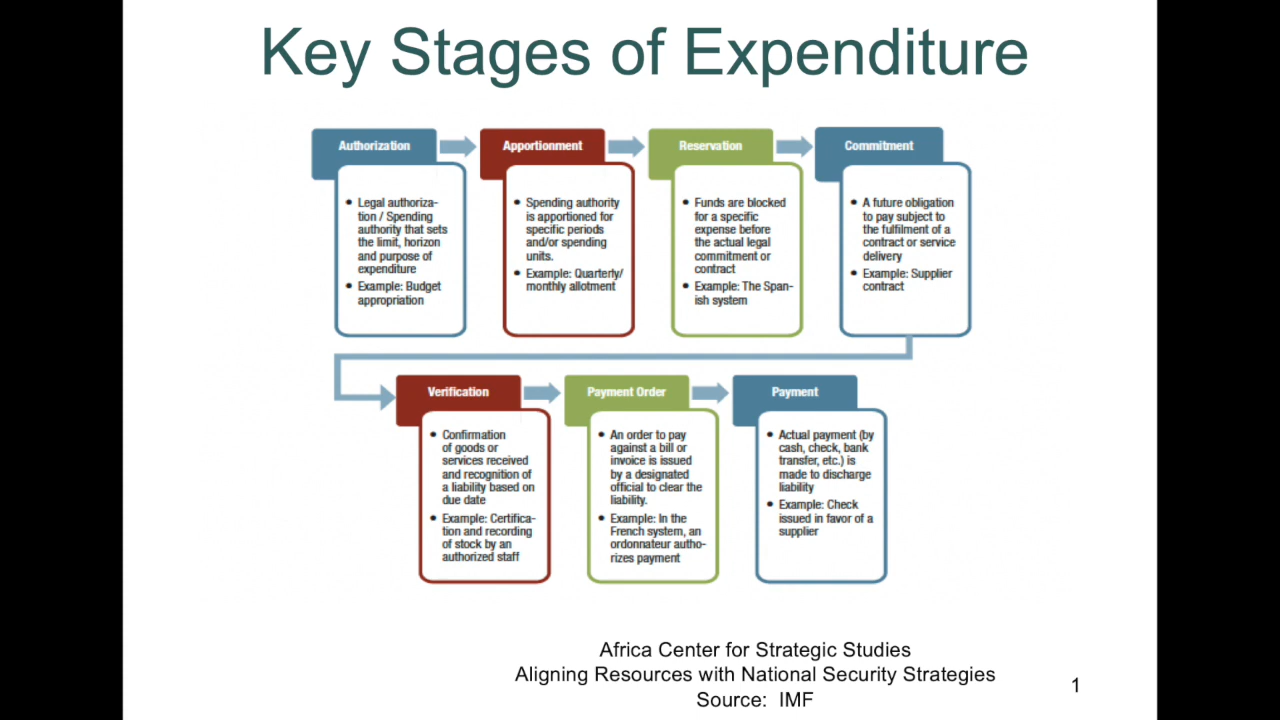 Key Stages of Expenditure
Authorization
Legal authoriza-
tion / Spending
authority that sets
the limit, horizon
and purpose of
expenditure
Example: Budget
appropriation
Apportionment
Spending authority
is apportioned for
specific periods
and/or spending
units.
Example: Quarterly/
monthly allotment
Reservation
Funds are blocked
for a specific
expense before
the actual legal
commitment or
contract
Example: The Span-
ish system
Commitment
A future obligation
to pay subject to
the fulfilment of a
contract or service
delivery
Example: Supplier
contract
Verification
Confirmation
of goods or
services received
and recognition of
a liability based on
due date
Example: Certifica-
tion and recording
of stock by an
authorized staff
Payment Order
An order to pay
against a bill or
invoice is issued
by a designated
official to clear the
liability.
Example: In the
French system, an
ordonnateur autho-
rizes payment
Payment
Actual payment (by
cash, check, bank
transfer, etc.) is
made to discharge
liability
Example: Check
issued in favor of a
supplier
Africa Center for Strategic Studies
Aligning Resources with National Security Strategies
Source: IMF
1